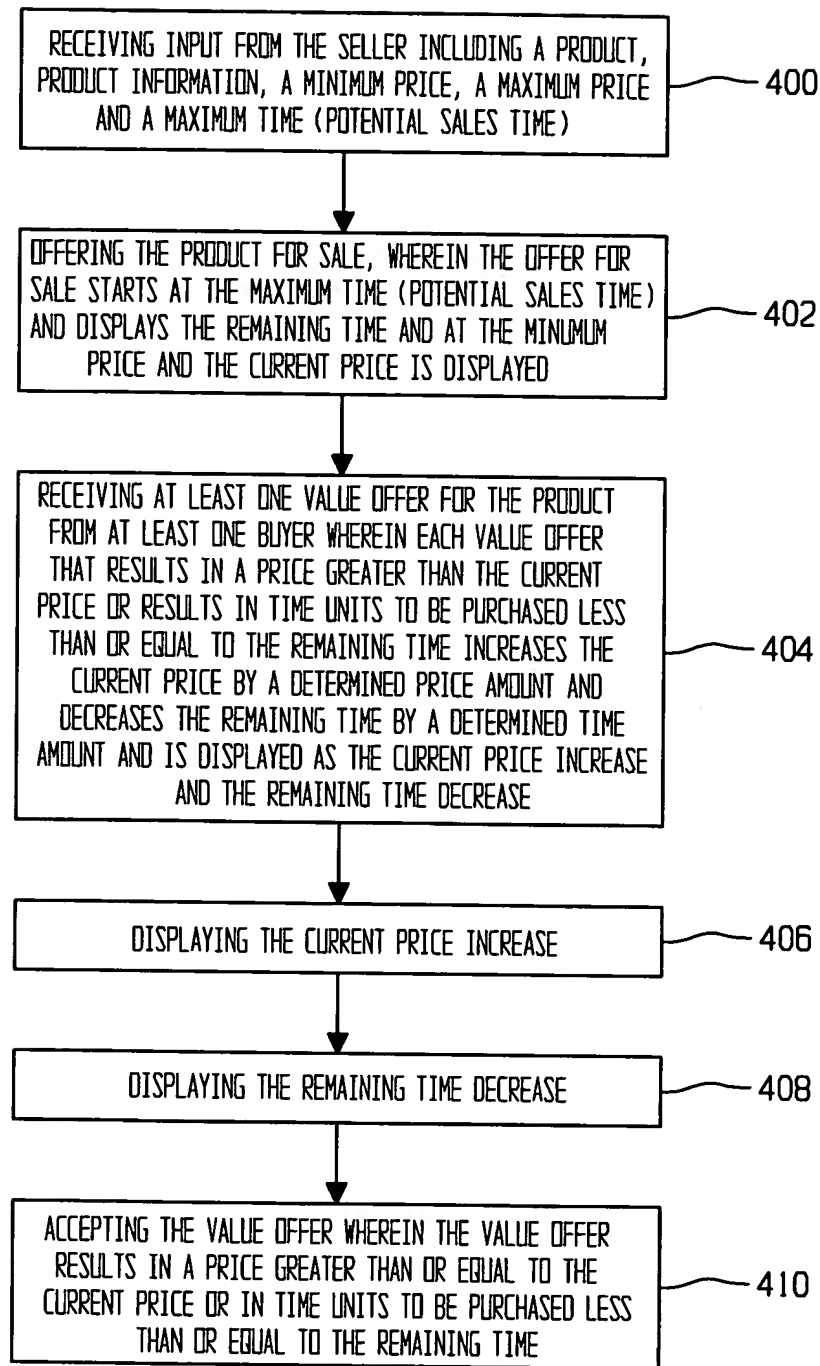 RECEIVING INPUT FROM THE SELLER INCLUDING A PRODUCT,
PRODUCT INFORMATION, A MINIMUM PRICE, A MAXIMUM PRICE
AND A MAXIMUM TIME (POTENTIAL SALES TIME)
400
OFFERING THE PRODUCT FOR SALE, WHEREIN THE OFFER FOR
SALE STARTS AT THE MAXIMUM TIME (POTENTIAL SALES TIME)
AND DISPLAYS THE REMAINING TIME AND AT THE MINUMUM
PRICE AND THE CURRENT PRICE IS DISPLAYED
402
RECEIVING AT LEAST ONE VALUE OFFER FOR THE PRODUCT
FROM AT LEAST ONE BUYER WHEREIN EACH VALUE OFFER
THAT RESULTS IN A PRICE GREATER THAN THE CURRENT
PRICE OR RESULTS IN TIME UNITS TO BE PURCHASED LESS
THAN OR EQUAL TO THE REMAINING TIME INCREASES THE
CURRENT PRICE BY A DETERMINED PRICE AMOUNT AND
DECREASES THE REMAINING TIME BY A DETERMINED TIME
AMOUNT AND IS DISPLAYED AS THE CURRENT PRICE INCREASE
AND THE REMAINING TIME DECREASE
404
DISPLAYING THE CURRENT PRICE INCREASE
406
DISPLAYING THE REMAINING TIME DECREASE
408
ACCEPTING THE VALUE OFFER WHEREIN THE VALUE OFFER
RESULTS IN A PRICE GREATER THAN OR EQUAL TO THE
CURRENT PRICE OR IN TIME UNITS TO BE PURCHASED LESS
THAN OR EQUAL TO THE REMAINING TIME
410